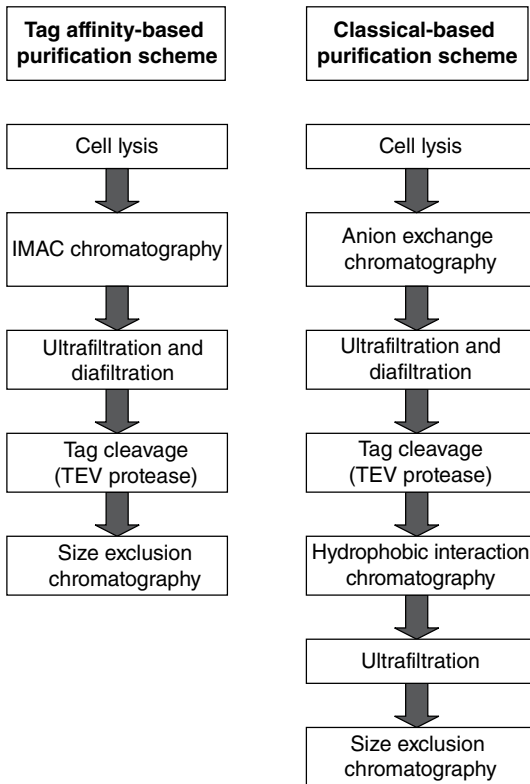 Tag affinity-based
purification scheme
Cell lysis
IMAC chromatography
Ultrafiltration and
diafiltration
Tag cleavage
(TEV protease)
Size exclusion
chromatography
Classical-based
purification scheme
Cell lysis
Anion exchange
chromatography
Ultrafiltration and
diafiltration
Tag cleavage
(TEV protease)
Hydrophobic interaction
chromatography
Ultrafiltration
Size exclusion
chromatography